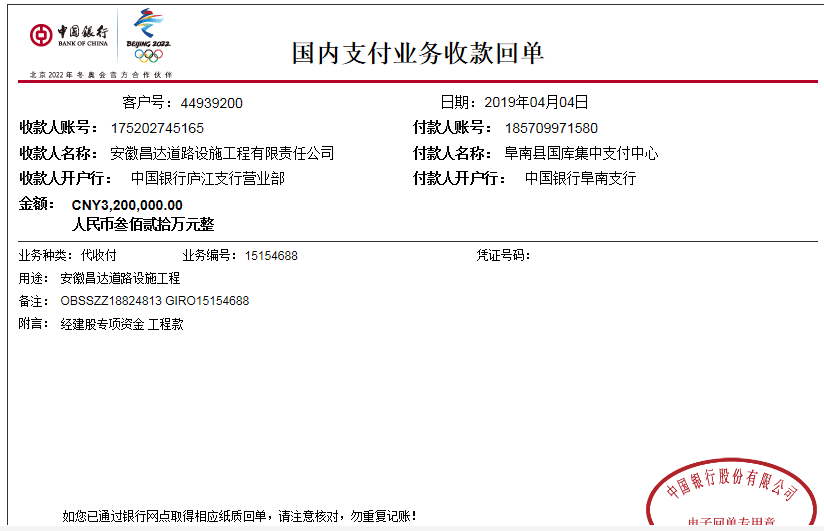 中国银行
BANK OF CHINA
BEIJING 2022
北京2022年冬奥会官方合作伙伴
国内支付业务收款回单
客户号：44939200 日期：2019年04月04日
收款人账号：175202745165 付款人账号：185709971580
收款人名称：安徽昌达道路设施工程有限责任公司 付款人名称：阜南县国库集中支付中心
收款人开户行：中国银行庐江支行营业部 付款人开户行：中国银行阜南支行
金额：CNY3,200,000.00
人民币叁佰贰拾万元整
业务种类：代收付 业务编号：15154688 凭证号码：
用途：安徽昌达道路设施工程
备注：OBSSZZ18824813 GIRO15154688
附言：经建股专项资金 工程款
中国银行股份有限公司
电子回单专用章
如您已通过银行网点取得相应纸质回单，请注意核对，勿重复记账！